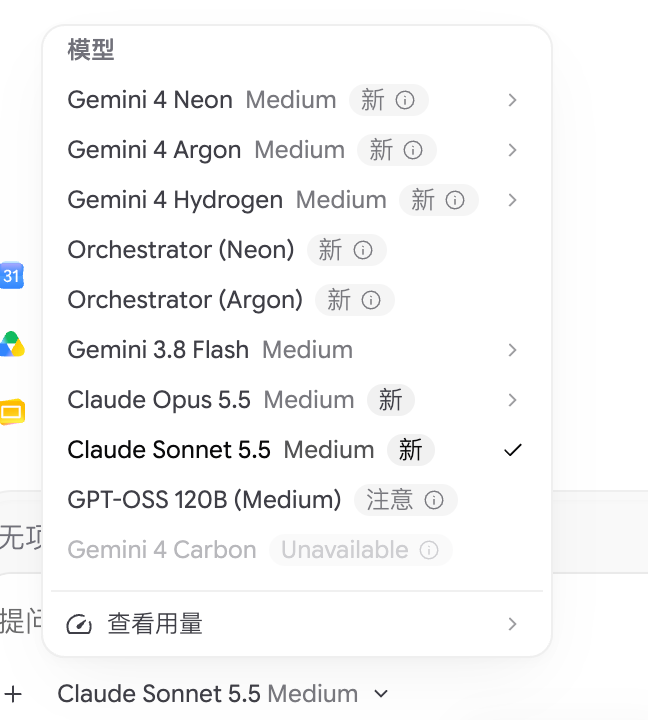 模型
Gemini 4 Neon Medium 新
Gemini 4 Argon Medium 新
Gemini 4 Hydrogen Medium 新
Orchestrator (Neon) 新
Orchestrator (Argon) 新
31
Gemini 3.8 Flash Medium
Claude Opus 5.5 Medium 新
Claude Sonnet 5.5 Medium 新
GPT-OSS 120B (Medium) 注意
无项
Gemini 4 Carbon Unavailable
提问
查看用量
Claude Sonnet 5.5 Medium